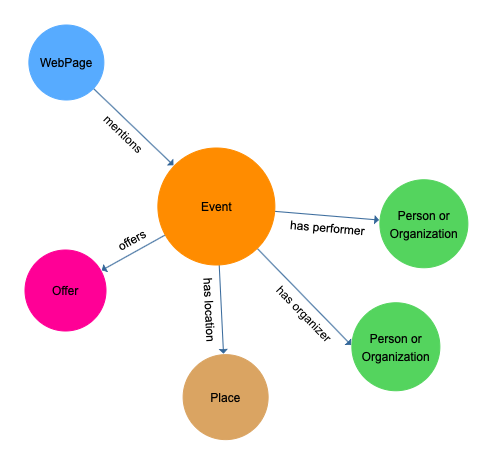 WebPage
mentions
Event
has performer
Person or
Organization
offers
Offer
has location
Place
has organizer
Person or
Organization